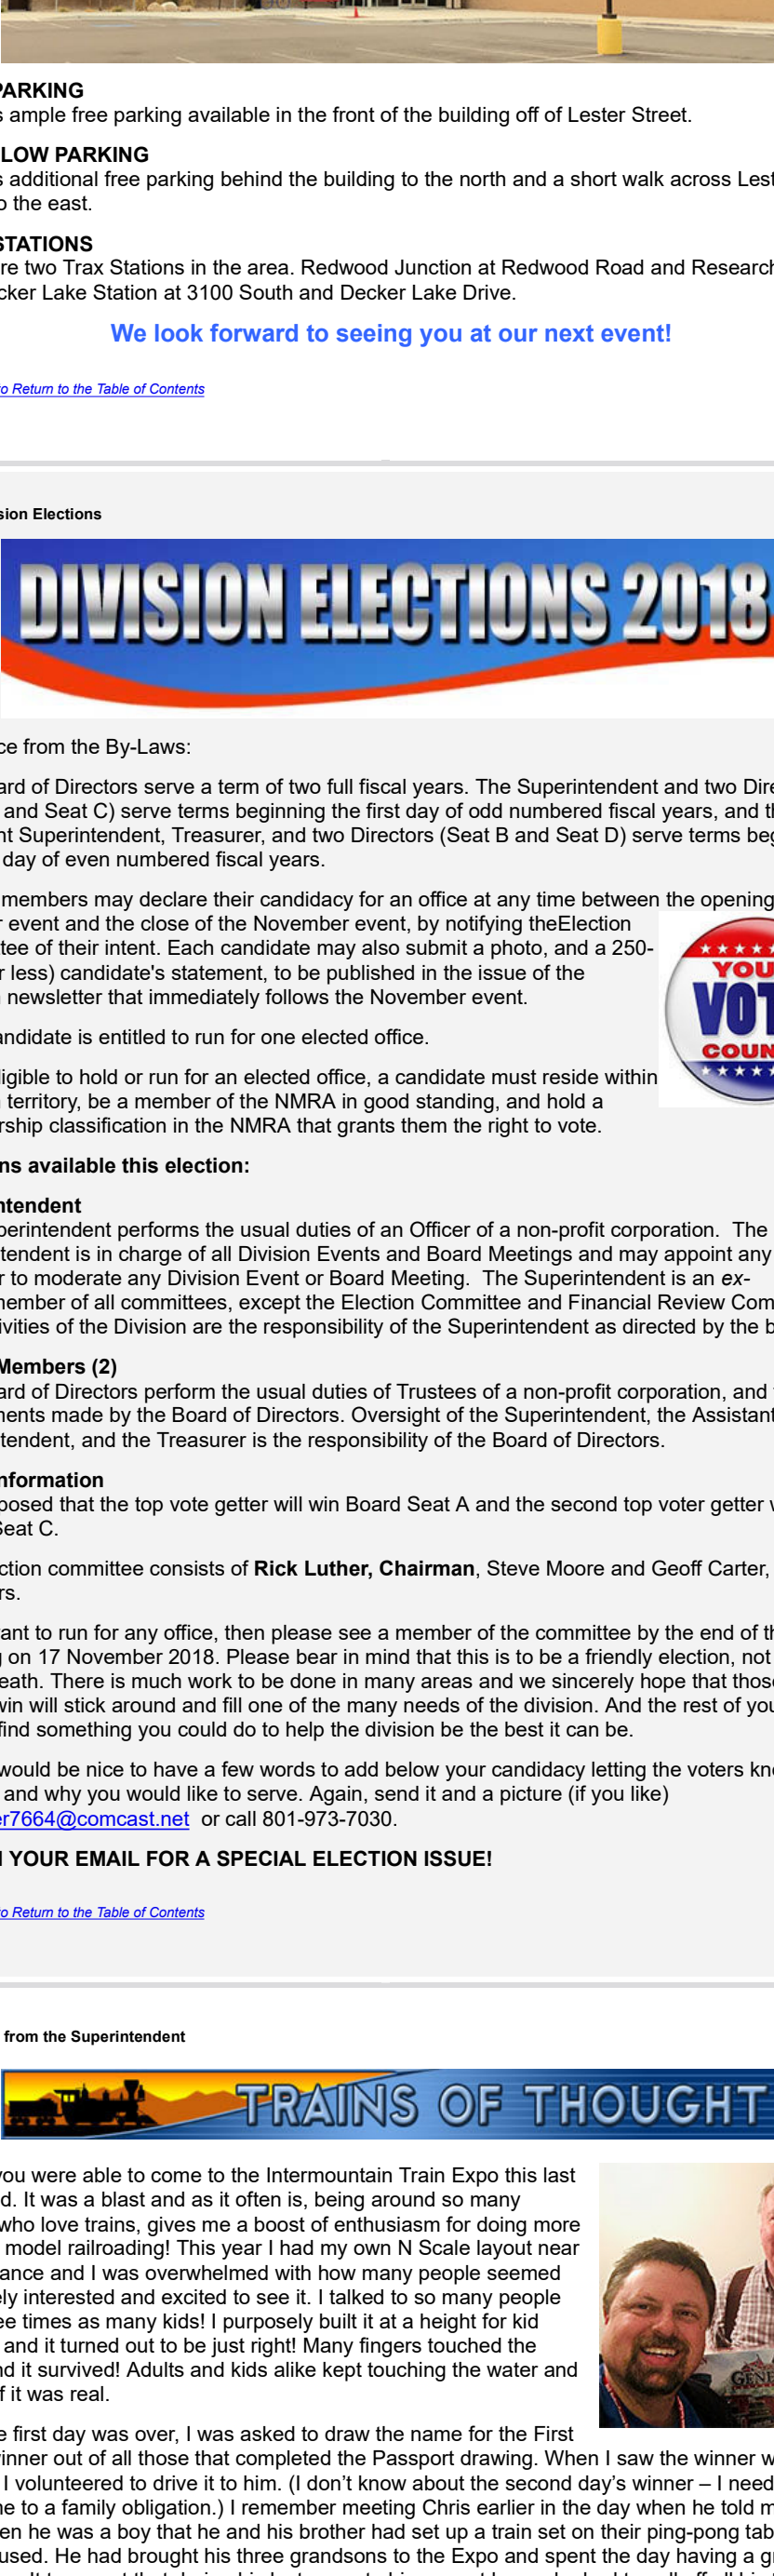 PARKING
s ample free parking available in the front of the building off of Lester Street.
LOW PARKING
s additional free parking behind the building to the north and a short walk across Lest
o the east.
STATIONS
re two Trax Stations in the area. Redwood Junction at Redwood Road and Research
cker Lake Station at 3100 South and Decker Lake Drive.
We look forward to seeing you at our next event!
o Return to the Table of Contents
sion Elections
DIVISION ELECTIONS 2018
ce from the By-Laws:
ard of Directors serve a term of two full fiscal years. The Superintendent and two Dire
and Seat C) serve terms beginning the first day of odd numbered fiscal years, and th
nt Superintendent, Treasurer, and two Directors (Seat B and Seat D) serve terms beg
day of even numbered fiscal years.
members may declare their candidacy for an office at any time between the opening
r event and the close of the November event, by notifying theElection
tee of their intent. Each candidate may also submit a photo, and a 250-
r less) candidate's statement, to be published in the issue of the
n newsletter that immediately follows the November event.
YOU
VOT
COUN
andidate is entitled to run for one elected office.
ligible to hold or run for an elected office, a candidate must reside within
n territory, be a member of the NMRA in good standing, and hold a
rship classification in the NMRA that grants them the right to vote.
ns available this election:
ntendent
perintendent performs the usual duties of an Officer of a non-profit corporation. The
tendent is in charge of all Division Events and Board Meetings and may appoint any
r to moderate any Division Event or Board Meeting. The Superintendent is an ex-
member of all committees, except the Election Committee and Financial Review Com
ivities of the Division are the responsibility of the Superintendent as directed by the b
Members (2)
ard of Directors perform the usual duties of Trustees of a non-profit corporation, and
ments made by the Board of Directors. Oversight of the Superintendent, the Assistant
tendent, and the Treasurer is the responsibility of the Board of Directors.
nformation
posed that the top vote getter will win Board Seat A and the second top voter getter w
Seat C.
ction committee consists of Rick Luther, Chairman, Steve Moore and Geoff Carter,
rs.
ant to run for any office, then please see a member of the committee by the end of th
g on 17 November 2018. Please bear in mind that this is to be a friendly election, not
eath. There is much work to be done in many areas and we sincerely hope that those
win will stick around and fill one of the many needs of the division. And the rest of you
find something you could do to help the division be the best it can be.
would be nice to have a few words to add below your candidacy letting the voters kno
and why you would like to serve. Again, send it and a picture (if you like)
er7664@comcast.net or call 801-973-7030.
N YOUR EMAIL FOR A SPECIAL ELECTION ISSUE!
o Return to the Table of Contents
from the Superintendent
TRAINS OF THOUGHT
you were able to come to the Intermountain Train Expo this last
d. It was a blast and as it often is, being around so many
who love trains, gives me a boost of enthusiasm for doing more
model railroading! This year I had my own N Scale layout near
ance and I was overwhelmed with how many people seemed
ely interested and excited to see it. I talked to so many people
ee times as many kids! I purposely built it at a height for kid
and it turned out to be just right! Many fingers touched the
nd it survived! Adults and kids alike kept touching the water and
f it was real.
e first day was over, I was asked to draw the name for the First
winner out of all those that completed the Passport drawing. When I saw the winner w
I volunteered to drive it to him. (I don't know about the second day's winner – I need
ne to a family obligation.) I remember meeting Chris earlier in the day when he told m
en he was a boy that he and his brother had set up a train set on their ping-pong tab
used. He had brought his three grandsons to the Expo and spent the day having a g